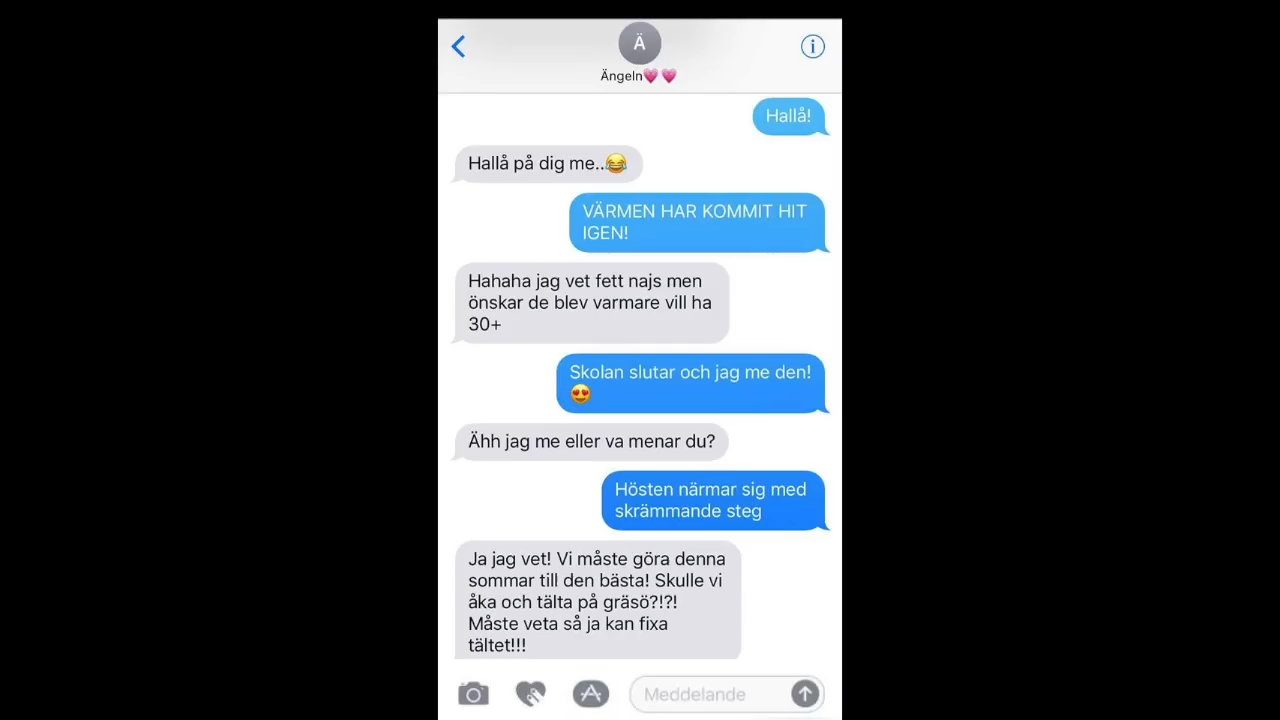 Ä
Ängeln💗💗
Hallå!
Hallå på dig me..😂
VÄRMEN HAR KOMMIT HIT
IGEN!
Hahaha jag vet fett najs men
önskar de blev varmare vill ha
30+
Skolan slutar och jag me den!
😍
Ähh jag me eller va menar du?
Hösten närmar sig med
skrämmande steg
Ja jag vet! Vi måste göra denna
sommar till den bästa! Skulle vi
åka och tälta på gräsö?!?!
Måste veta så ja kan fixa
tältet!!!
Meddelande